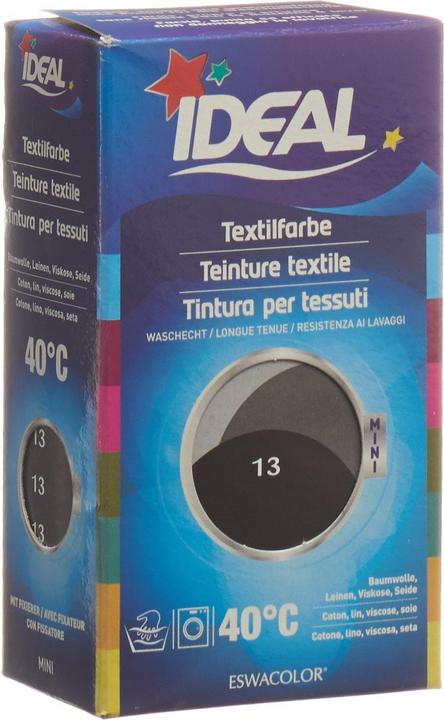 IDEAL
Textilfarbe
Teinture textile
Tintura per tessuti
WASCHECHT / LONGUE TENUE / RESISTENZA AI LAVAGGI
13
MINI
40°C
Baumwolle,
Leinen, Viskose, Seide
Coton, lin, viscose, soie
Cotone, lino, viscosa, seta
ESWACOLOR®
IDEAL
Textilfarbe
Teinture textile
Tintura per tessuti
Baumwolle, Leinen, Viskose, Seide
Coton, lino, viscose, soie
Cotone, lino, viscosa, seta
40°C
13
13
13
MIT FIXIERER / AVEC FIXATEUR
CON FISSATORE
MINI